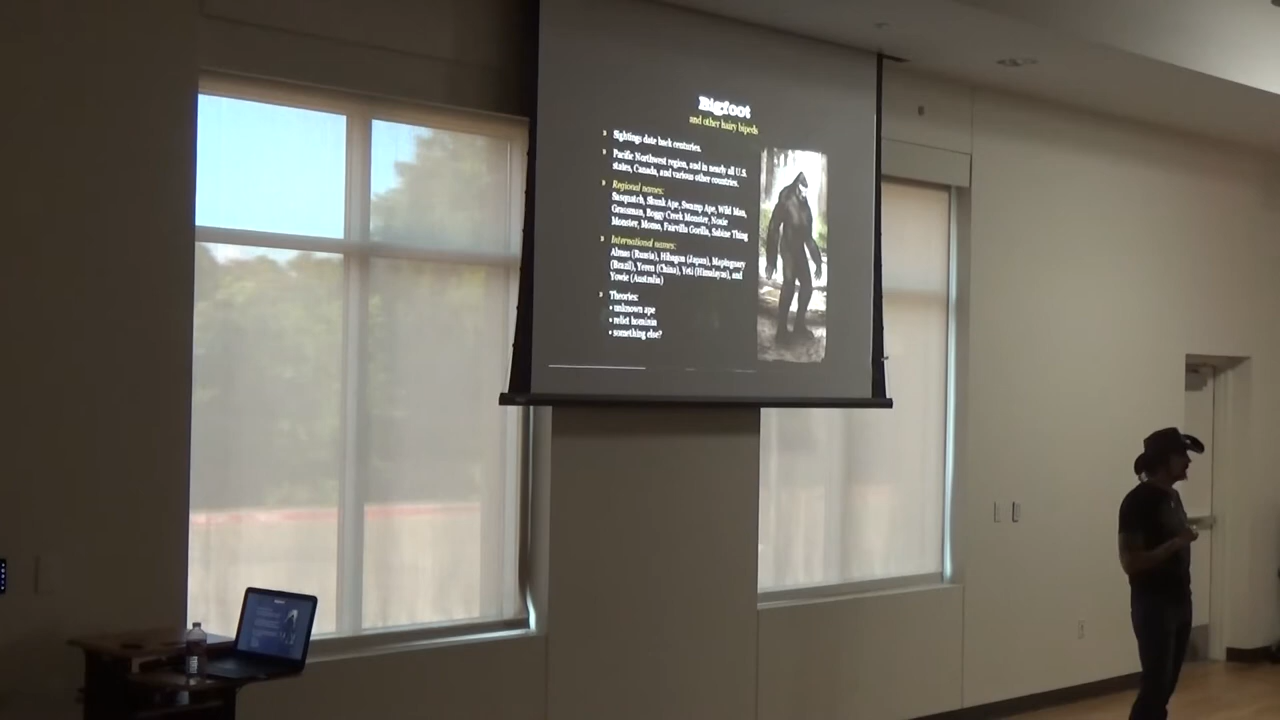 Bigfoot
and other hairy bipeds
» Sightings date back centuries.
» Pacific Northwest region, and in nearly all U.S.
states, Canada, and various other countries.
» Regional names:
Sasquatch, Skunk Ape, Swamp Ape, Wild Man,
Grassman, Boggy Creek Monster, Noxie
Monster, Momo, Fairvilla Gorilla, Sabine Thing
» International names:
Almas (Russia), Hibagon (Japan), Mapinguary
(Brazil), Yeren (China), Yeti (Himalayas), and
Yowie (Australia)
» Theories:
• unknown ape
• relict hominin
• something else?